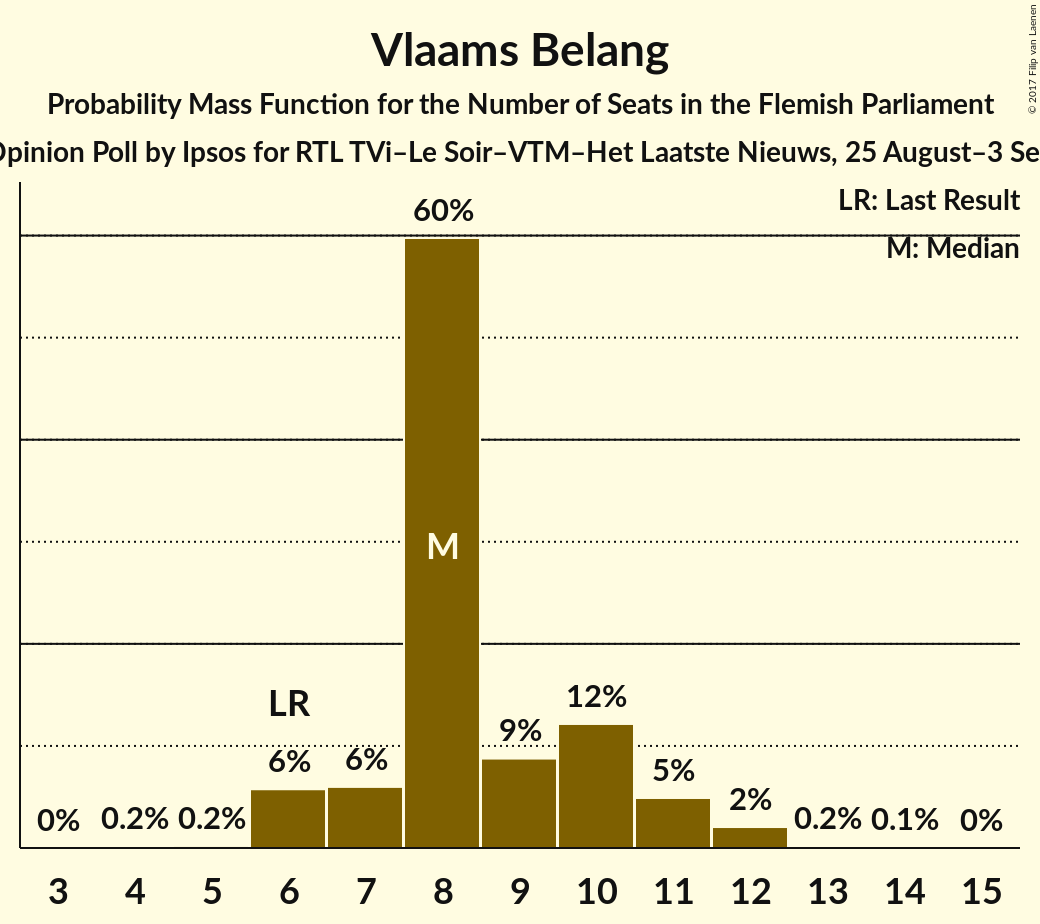 Vlaams Belang
Probability Mass Function for the Number of Seats in the Flemish Parliament
Opinion Poll by Ipsos for RTL TVi–Le Soir–VTM–Het Laatste Nieuws, 25 August–3 Se
© 2017 Filip van Laenen
LR: Last Result
M: Median
60%
M
LR
6%
6%
9%
12%
5%
2%
0%
0.2%
0.2%
0.2%
0.1%
0%
3 4 5 6 7 8 9 10 11 12 13 14 15